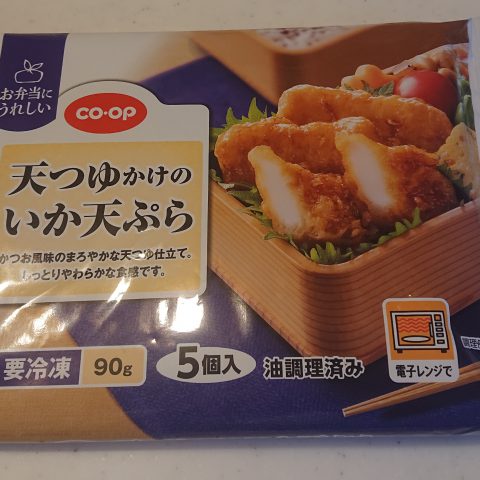 お弁当に
うれしい
CO・OP
天つゆかけの
いか天ぷら
かつお風味のまろやかな天つゆ仕立て。
しっとりやわらかな食感です。
要冷凍
90g
5個入
油調理済み
電子レンジで